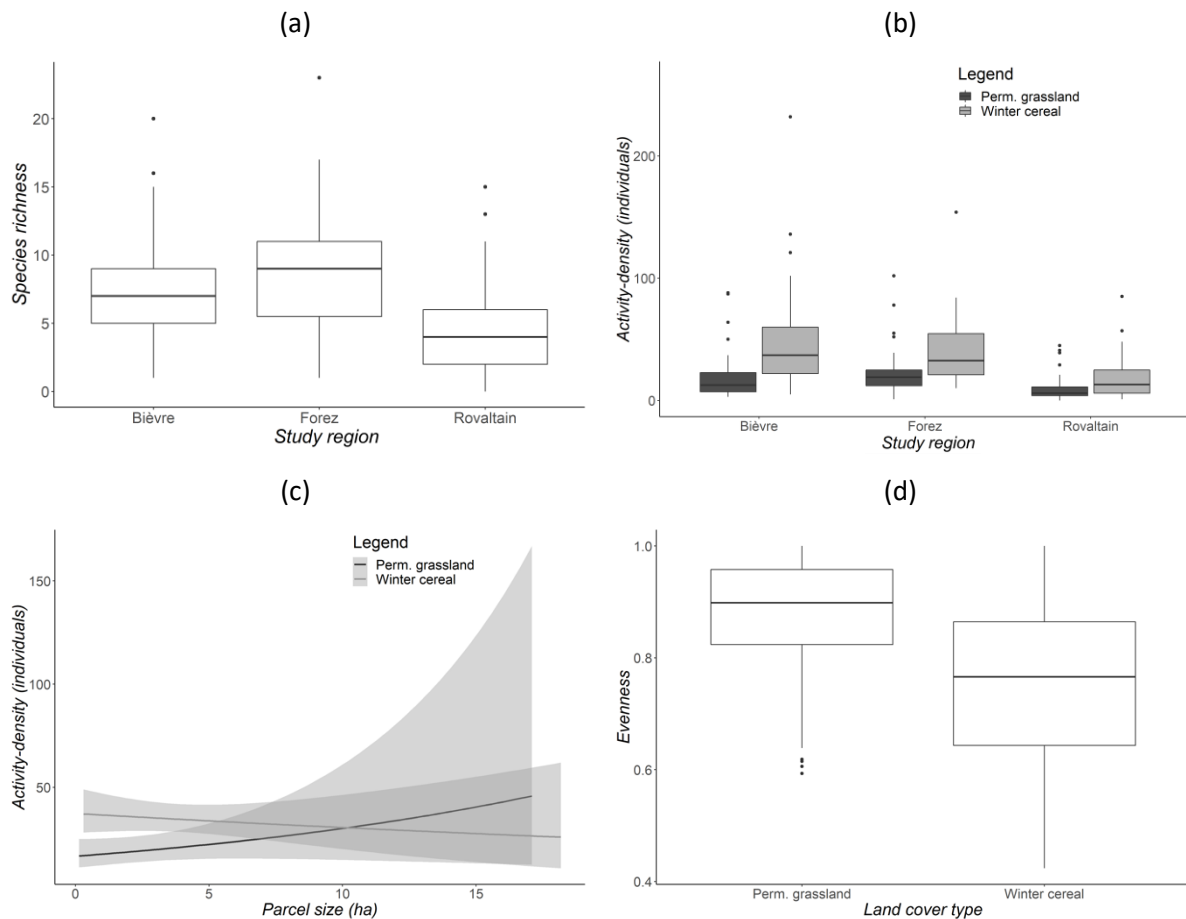 (a)
20
15
10
5
0
Species richness
Bièvre Forez Rovaltain
Study region
(b)
Legend
Perm. grassland
Winter cereal
200
100
0
Activity-density (individuals)
Bièvre Forez Rovaltain
Study region
(c)
Legend
Perm. grassland
Winter cereal
150
100
50
Activity-density (individuals)
0 5 10 15
Parcel size (ha)
(d)
1.0
0.8
0.6
0.4
Evenness
Perm. grassland Winter cereal
Land cover type